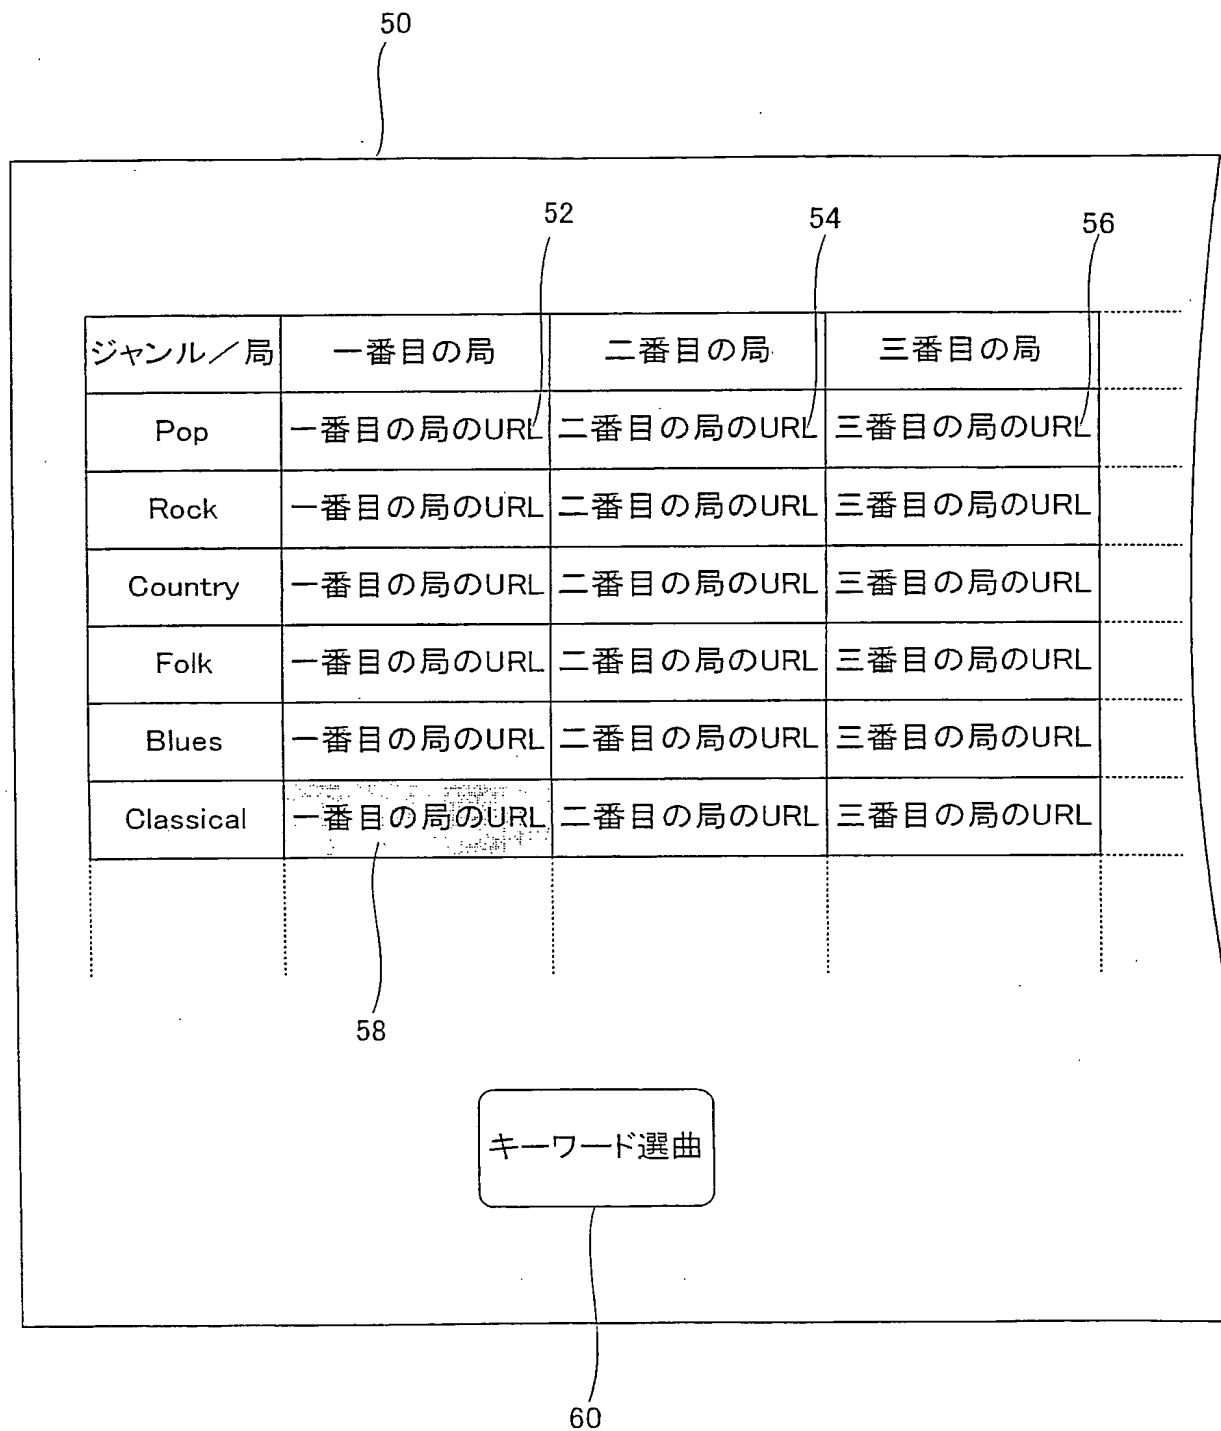 50
52
54
56
ジャンル／局 一番目の局 二番目の局 三番目の局
Pop 一番目の局のURL 二番目の局のURL 三番目の局のURL
Rock 一番目の局のURL 二番目の局のURL 三番目の局のURL
Country 一番目の局のURL 二番目の局のURL 三番目の局のURL
Folk 一番目の局のURL 二番目の局のURL 三番目の局のURL
Blues 一番目の局のURL 二番目の局のURL 三番目の局のURL
Classical 一番目の局のURL 二番目の局のURL 三番目の局のURL
58
キーワード選曲
60